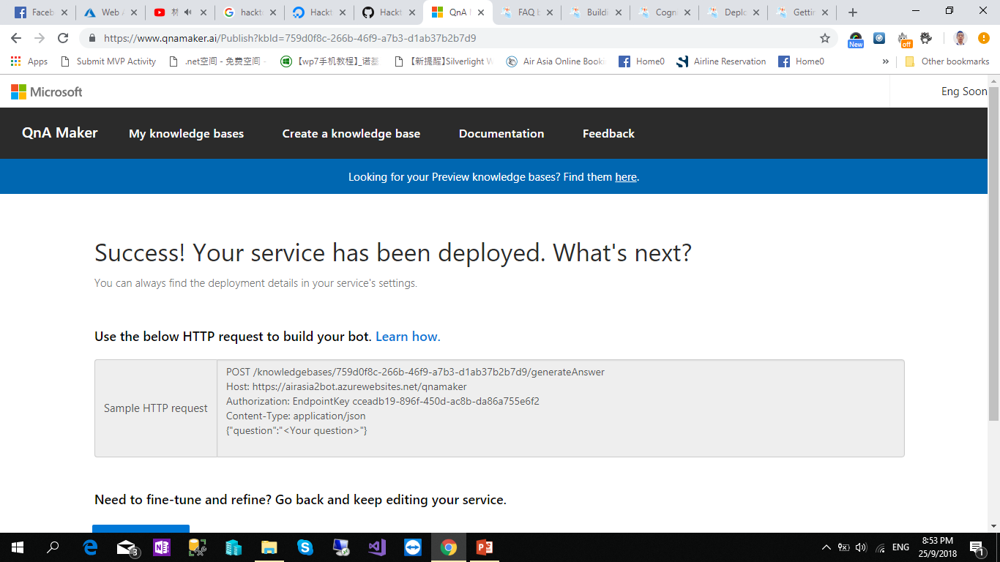 Faceb
Web A
材
hackt
Hackt
Hackt
QnA M
FAQ b
Buildi
Cogn
Deplo
Gettin
https://www.qnamaker.ai/Publish?kbId=759d0f8c-266b-46f9-a7b3-d1ab37b2b7d9
New
off
Apps
Submit MVP Activity
.net空间 - 免费空间 -
【wp7手机教程】_诺基
【新提醒】Silverlight W
Air Asia Online Booki
Home0
Airline Reservation
Home0
»
Other bookmarks
Microsoft
Eng Soon
QnA Maker
My knowledge bases
Create a knowledge base
Documentation
Feedback
Looking for your Preview knowledge bases? Find them here.
Success! Your service has been deployed. What's next?
You can always find the deployment details in your service's settings.
Use the below HTTP request to build your bot. Learn how.
Sample HTTP request
POST /knowledgebases/759d0f8c-266b-46f9-a7b3-d1ab37b2b7d9/generateAnswer
Host: https://airasia2bot.azurewebsites.net/qnamaker
Authorization: EndpointKey cceadb19-896f-450d-ac8b-da86a755e6f2
Content-Type: application/json
{"question":"<Your question>"}
Need to fine-tune and refine? Go back and keep editing your service.
3
ENG
8:53 PM
25/9/2018
1